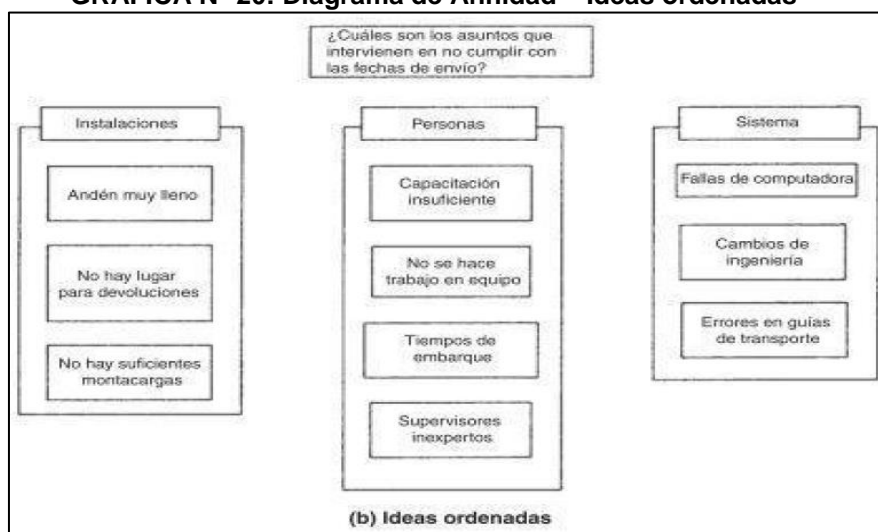 GRÁFICA N° 20: Diagrama de Afinidad – Ideas ordenadas
¿Cuáles son los asuntos que
intervienen en no cumplir con
las fechas de envío?
Instalaciones
Andén muy lleno
No hay lugar
para devoluciones
No hay suficientes
montacargas
Personas
Capacitación
insuficiente
No se hace
trabajo en equipo
Tiempos de
embarque
Supervisores
inexpertos
Sistema
Fallas de computadora
Cambios de
ingeniería
Errores en guías
de transporte
(b) Ideas ordenadas